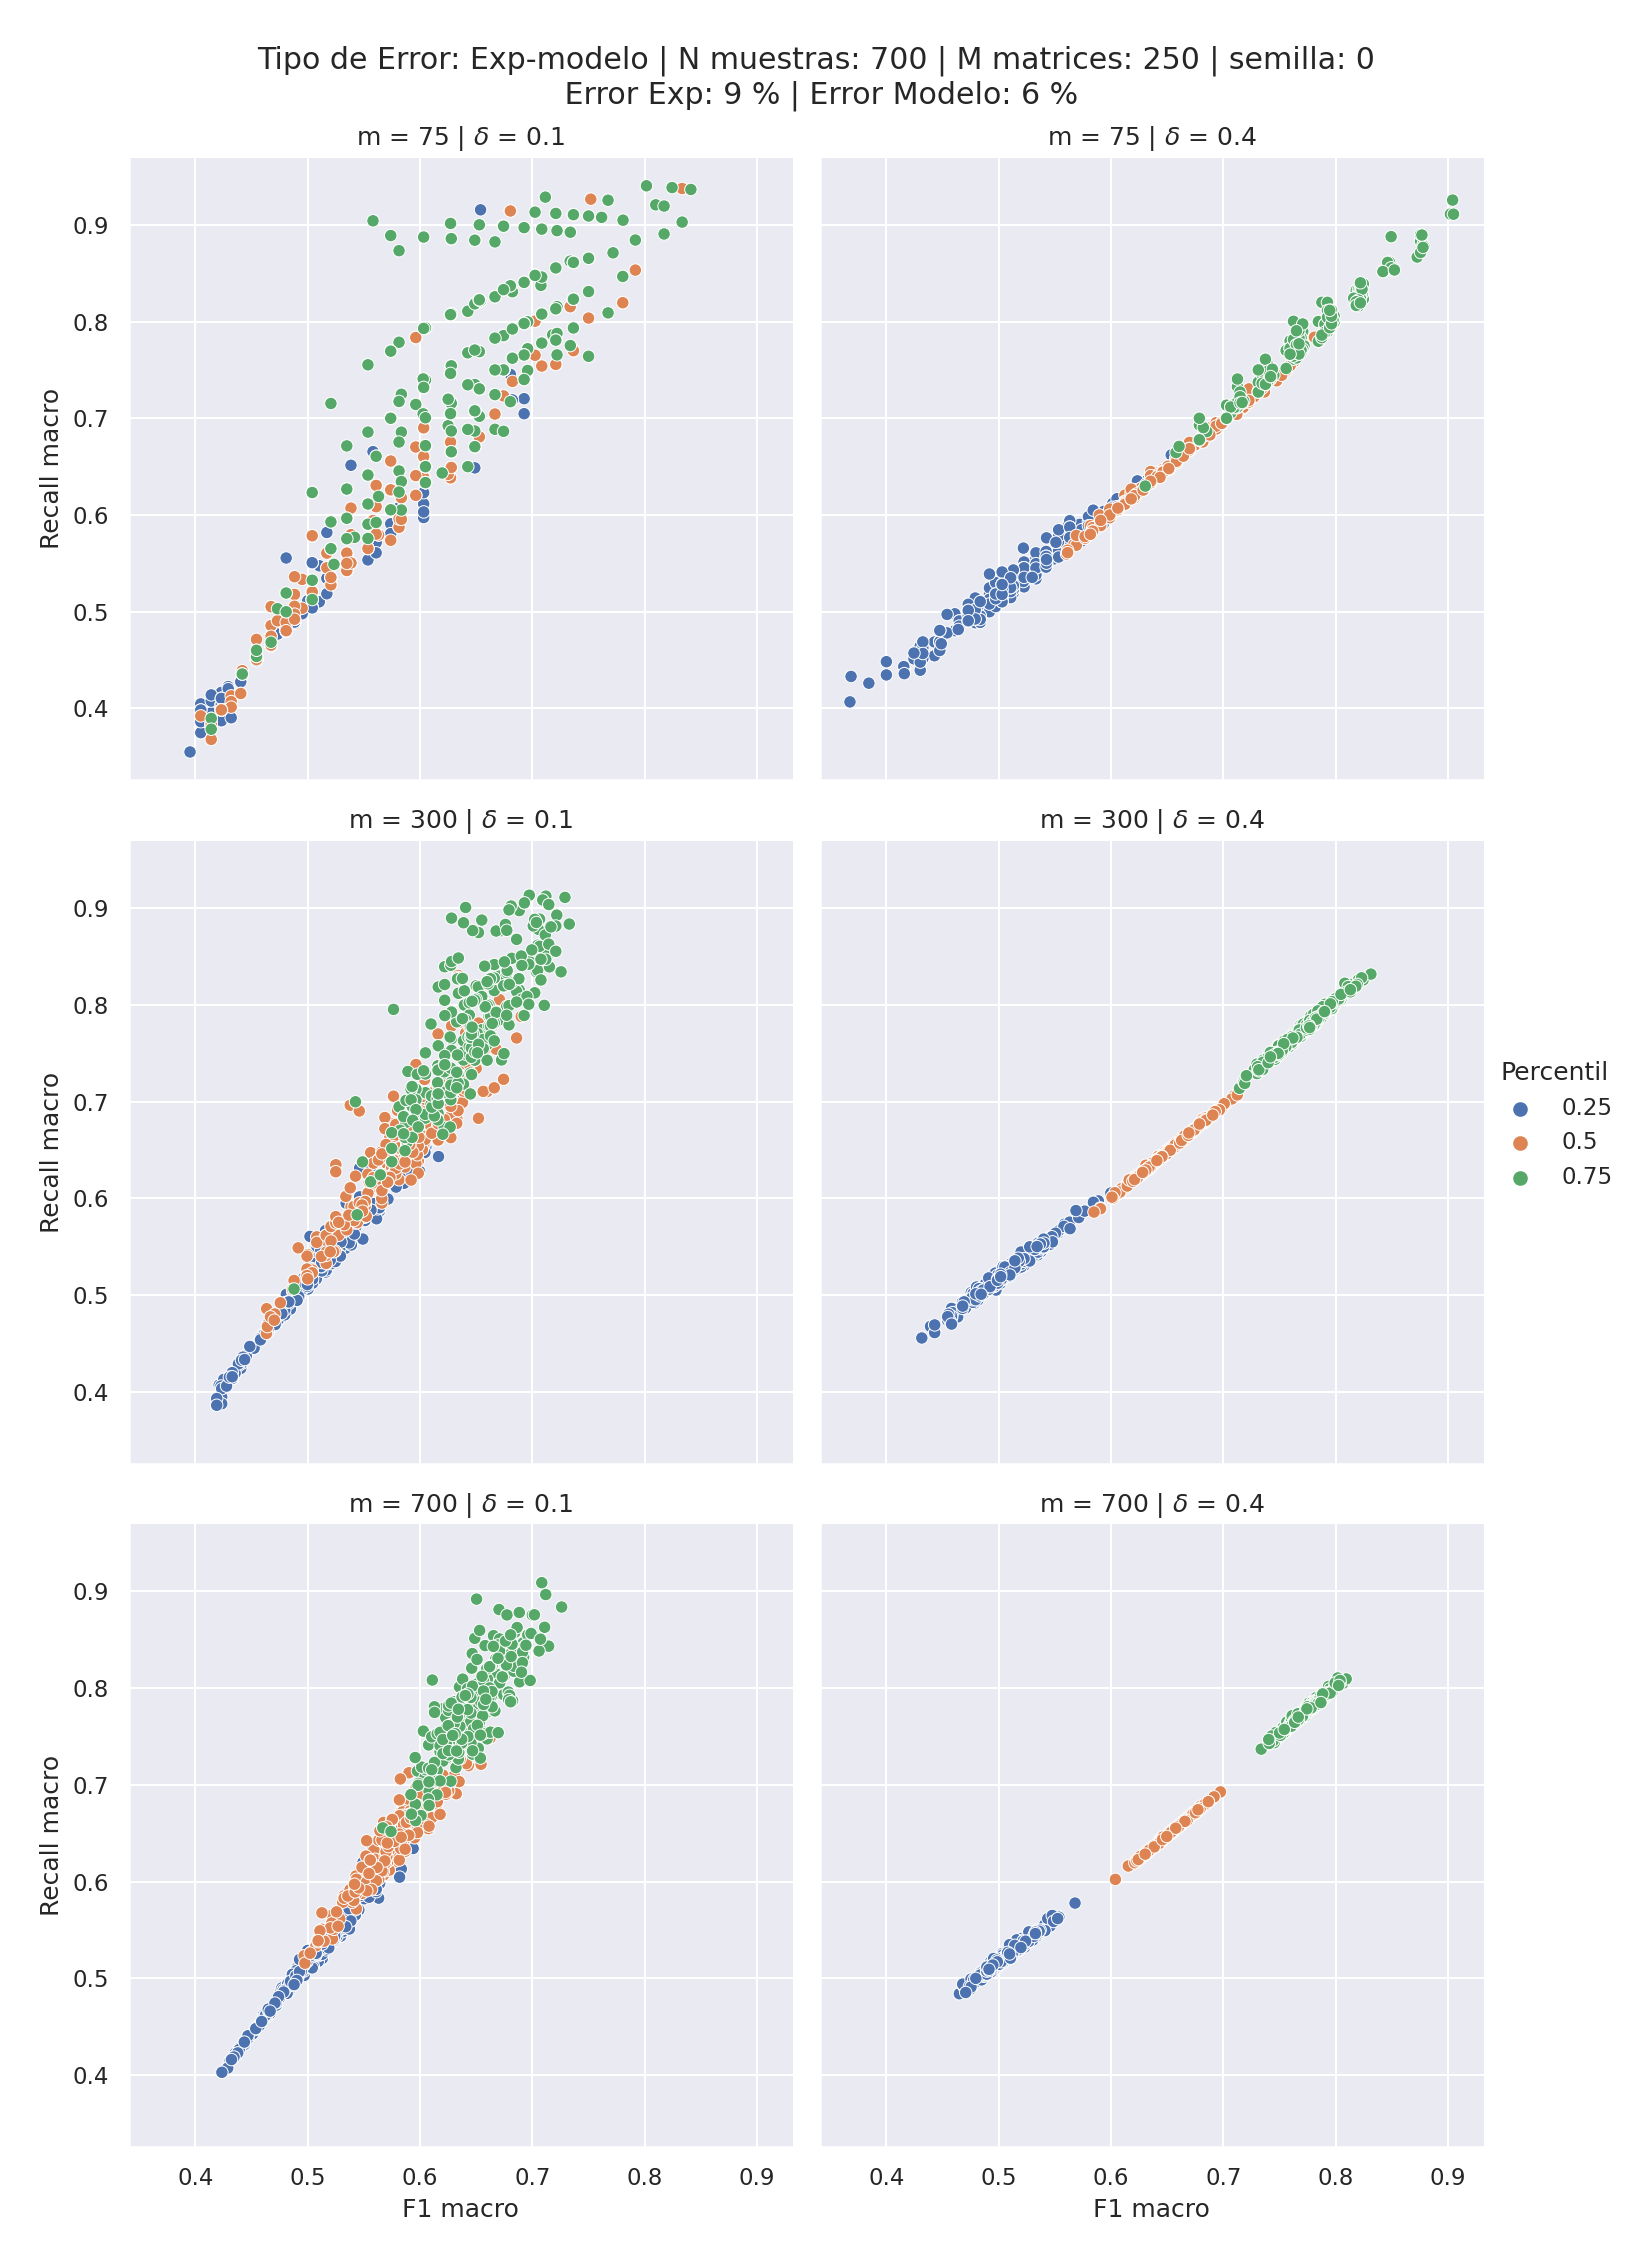 Tipo de Error: Exp-modelo | N muestras: 700 | M matrices: 250 | semilla: 0
Error Exp: 9 % | Error Modelo: 6 %
m = 75 | δ = 0.1
m = 75 | δ = 0.4
0.9
0.8
0.7
0.6
0.5
0.4
Recall macro
m = 300 | δ = 0.1
m = 300 | δ = 0.4
0.9
0.8
0.7
0.6
0.5
0.4
Recall macro
Percentil
0.25
0.5
0.75
m = 700 | δ = 0.1
m = 700 | δ = 0.4
0.9
0.8
0.7
0.6
0.5
0.4
Recall macro
0.4 0.5 0.6 0.7 0.8 0.9
0.4 0.5 0.6 0.7 0.8 0.9
F1 macro
F1 macro